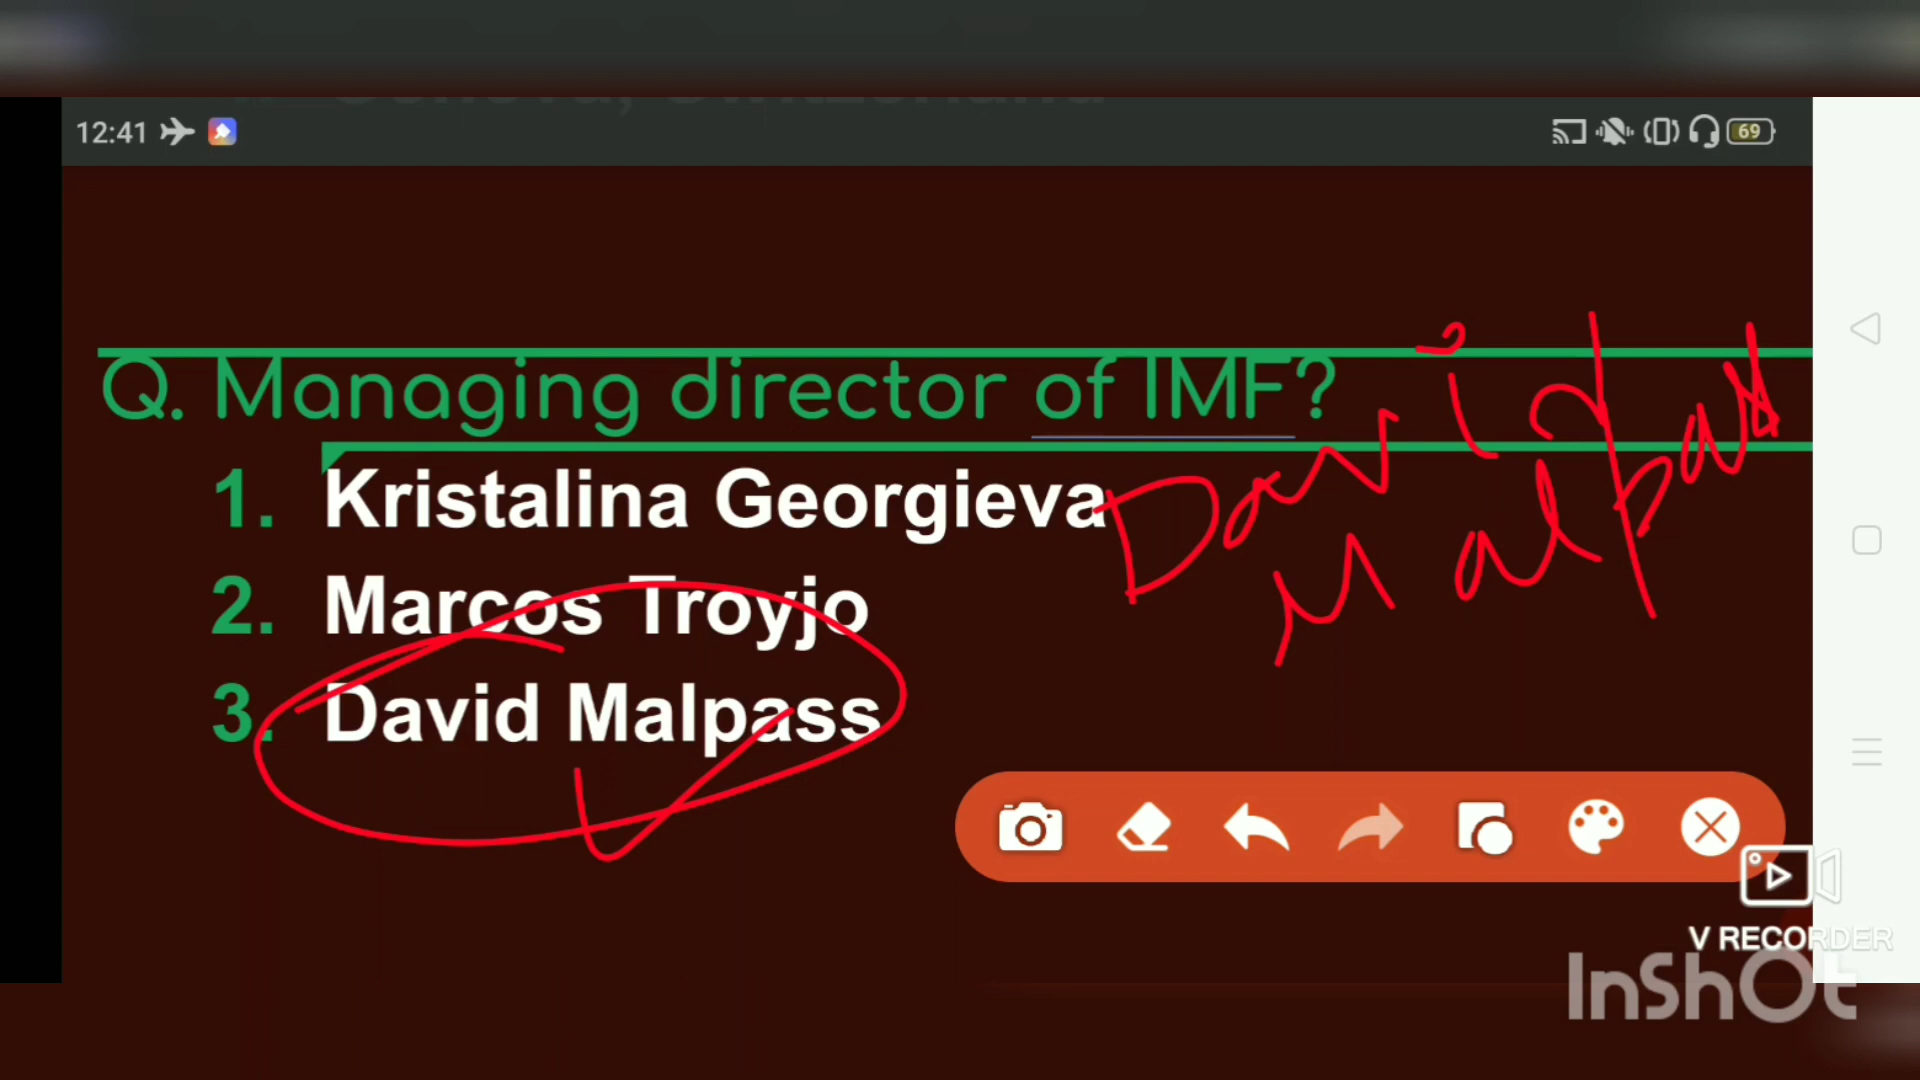 12:41
69
Q. Managing director of IMF?
1. Kristalina Georgieva
2. Marcos Troyjo
3. David Malpass
David
Malpass
V RECORDER
InShOt